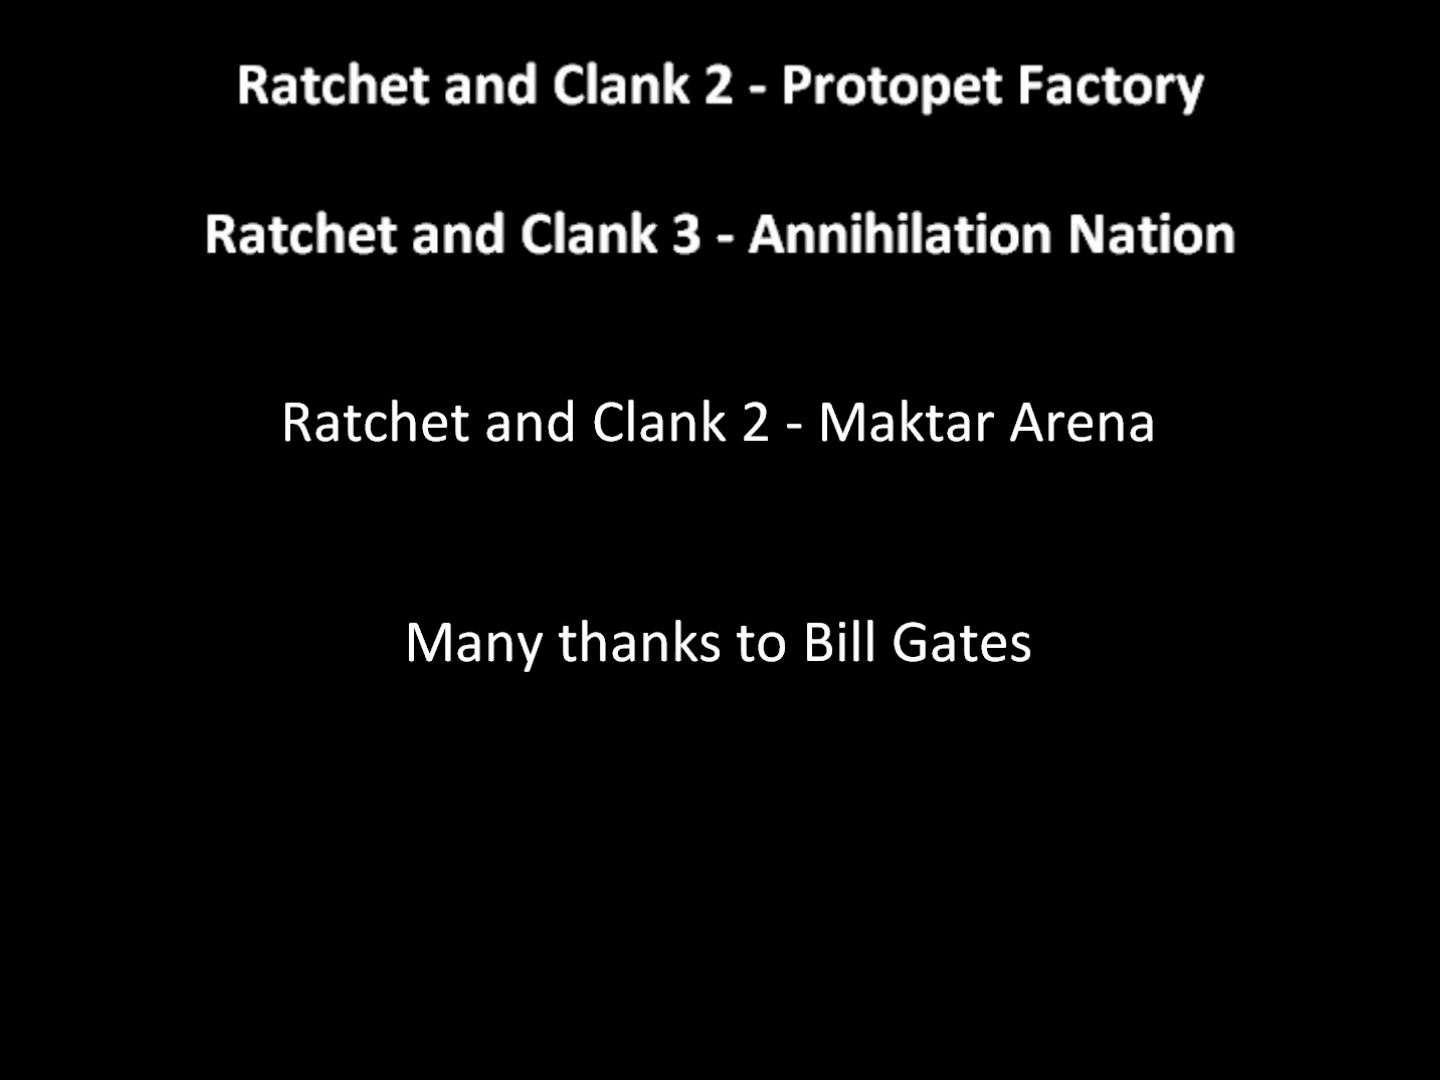 Ratchet and Clank 2 - Protopet Factory
Ratchet and Clank 3 - Annihilation Nation
Ratchet and Clank 2 - Maktar Arena
Many thanks to Bill Gates